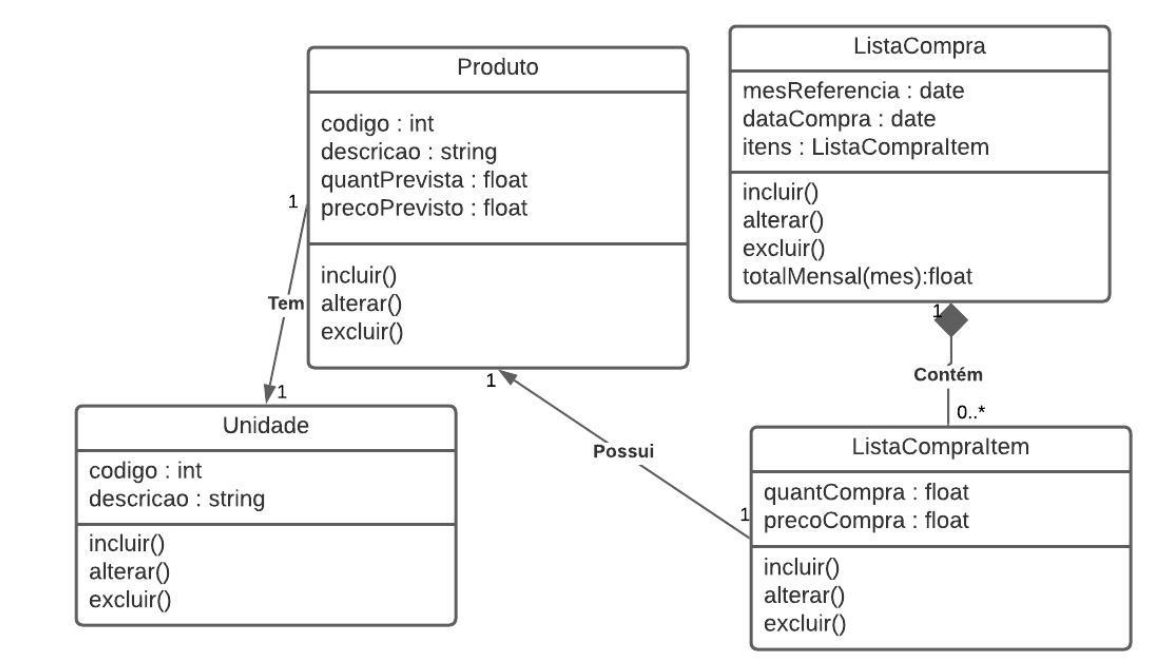 Produto
codigo : int
descricao : string
quantPrevista : float
precoPrevisto : float
incluir()
alterar()
excluir()
ListaCompra
mesReferencia : date
dataCompra : date
itens : ListaCompraItem
incluir()
alterar()
excluir()
totalMensal(mes):float
1
Tem
1
1
Possui
1
1
Contém
0..*
Unidade
codigo : int
descricao : string
incluir()
alterar()
excluir()
ListaCompraItem
quantCompra : float
precoCompra : float
incluir()
alterar()
excluir()